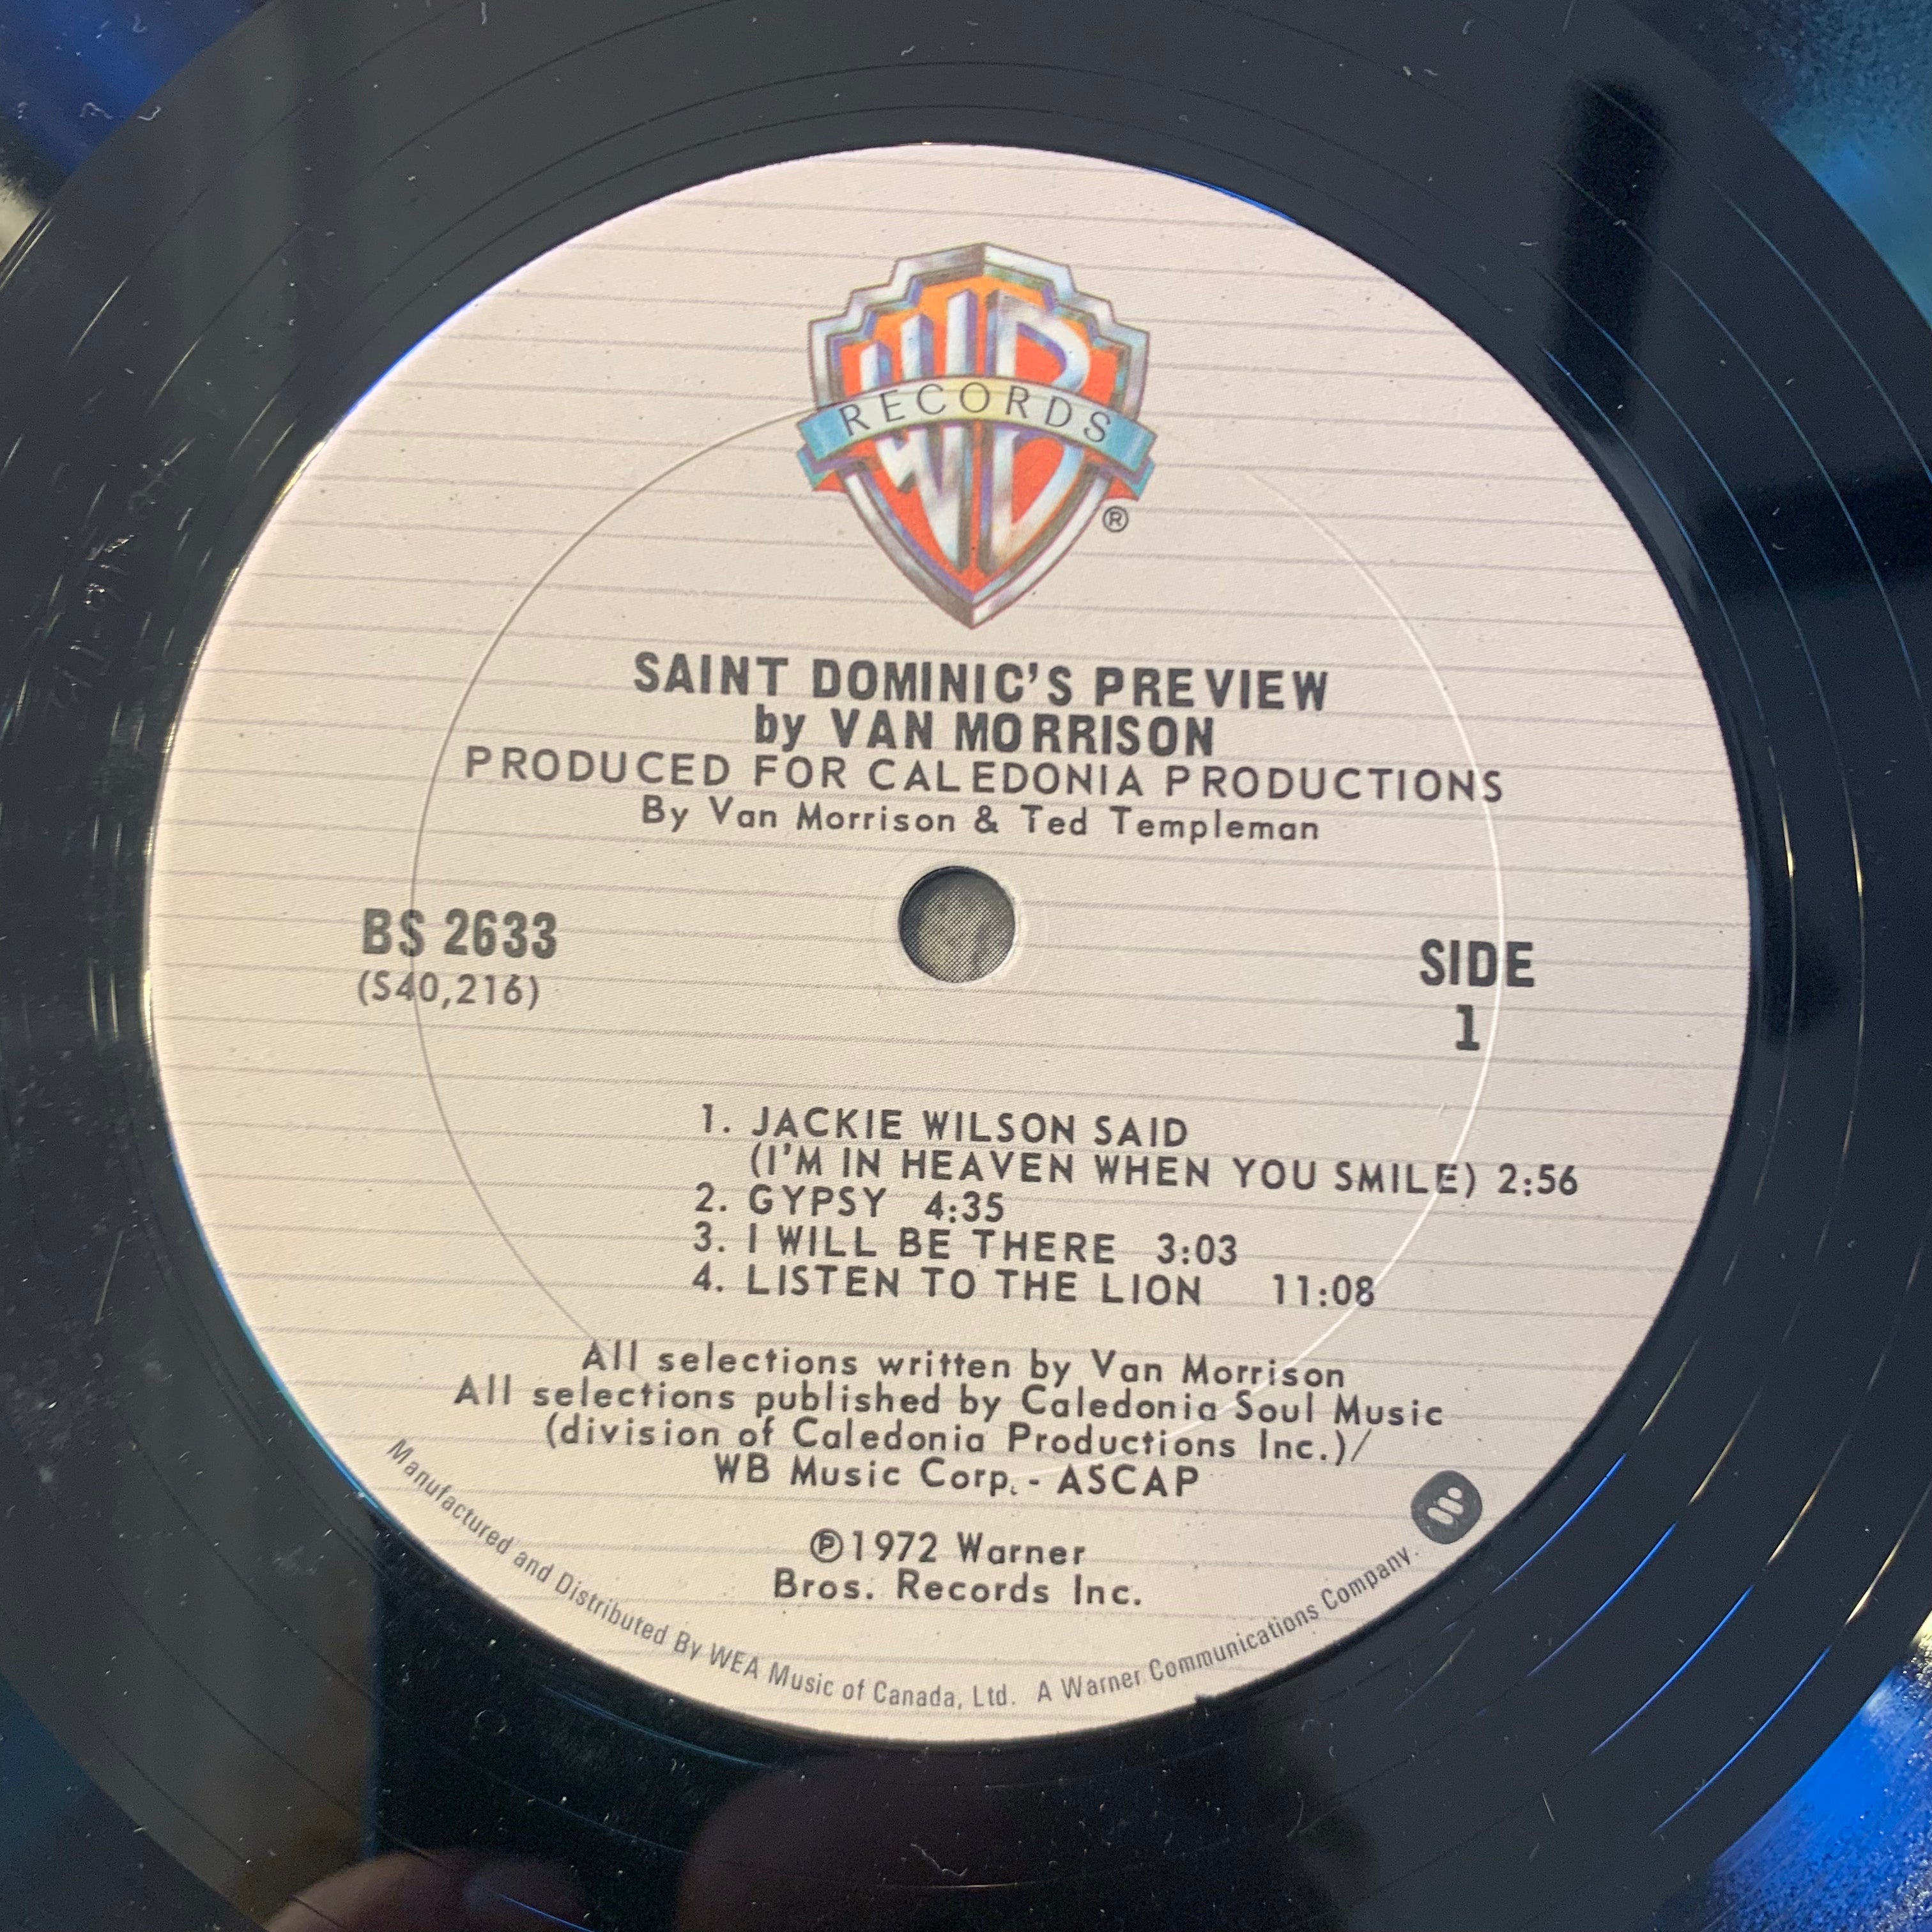 WB
RECORDS
®
SAINT DOMINIC'S PREVIEW
by VAN MORRISON
PRODUCED FOR CALEDONIA PRODUCTIONS
By Van Morrison & Ted Templeman
BS 2633
(S40,216)
SIDE
1
1. JACKIE WILSON SAID
(I'M IN HEAVEN WHEN YOU SMILE) 2:56
2. GYPSY 4:35
3. I WILL BE THERE 3:03
4. LISTEN TO THE LION 11:08
All selections written by Van Morrison
All selections published by Caledonia Soul Music
(division of Caledonia Productions Inc.)/
WB Music Corp. - ASCAP
℗1972 Warner
Bros. Records Inc.
Manufactured and Distributed By WEA Music of Canada, Ltd. A Warner Communications Company.